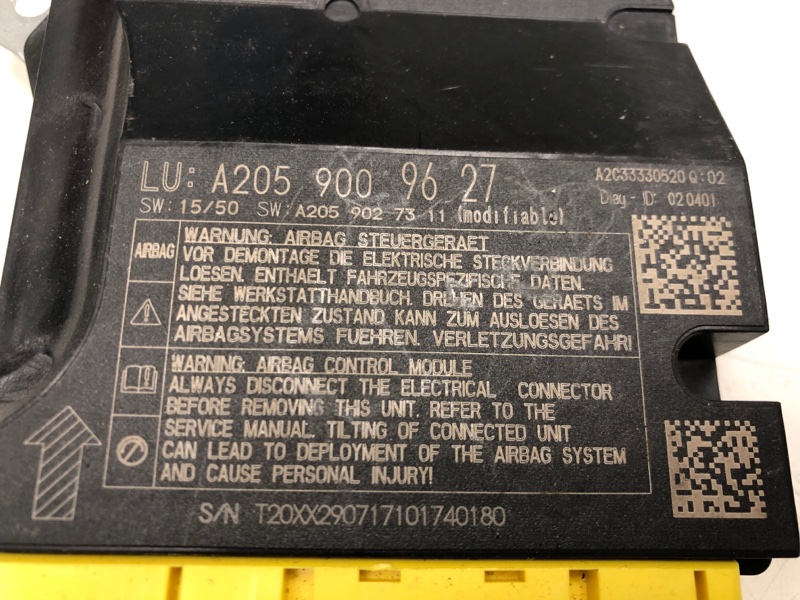 LU: A205 900 96 27
A2C33330520 Q:02
SW: 15/50 SW: A205 902 73 11 (modifiable)
Diag - ID: 020401
AIRBAG
WARNUNG: AIRBAG STEUERGERAET
VOR DEMONTAGE DIE ELEKTRISCHE STECKVERBINDUNG
LOESEN. ENTHAELT FAHRZEUGSPEZIFISCHE DATEN.
SIEHE WERKSTATTHANDBUCH. DREHEN DES GERAETS IM
ANGESTECKTEN ZUSTAND KANN ZUM AUSLOESEN DES
AIRBAGSYSTEMS FUEHREN. VERLETZUNGSGEFAHR!
WARNING: AIRBAG CONTROL MODULE
ALWAYS DISCONNECT THE ELECTRICAL CONNECTOR
BEFORE REMOVING THIS UNIT. REFER TO THE
SERVICE MANUAL. TILTING OF CONNECTED UNIT
CAN LEAD TO DEPLOYMENT OF THE AIRBAG SYSTEM
AND CAUSE PERSONAL INJURY!
S/N T20XX290717101740180